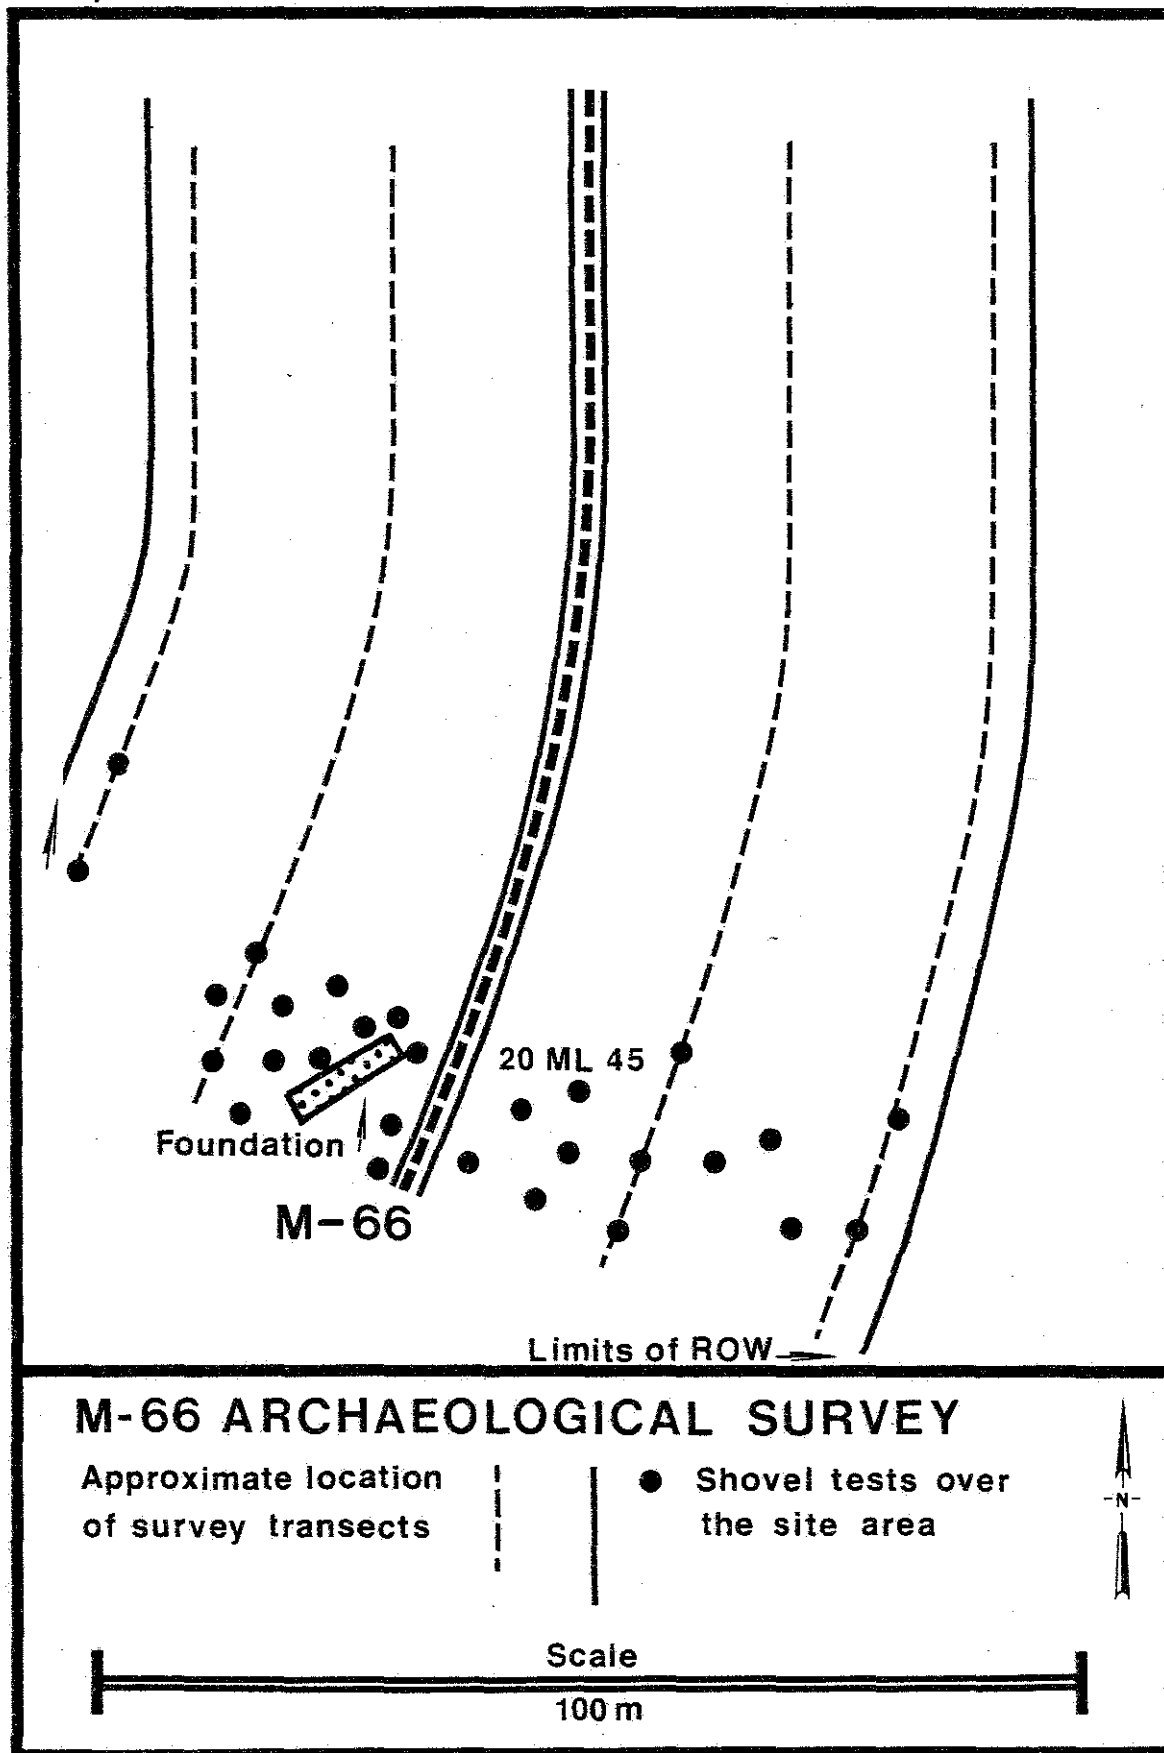 20 ML 45
Foundation
M-66
Limits of ROW
M-66 ARCHAEOLOGICAL SURVEY
Approximate location
of survey transects
Shovel tests over
the site area
-N-
Scale
100 m